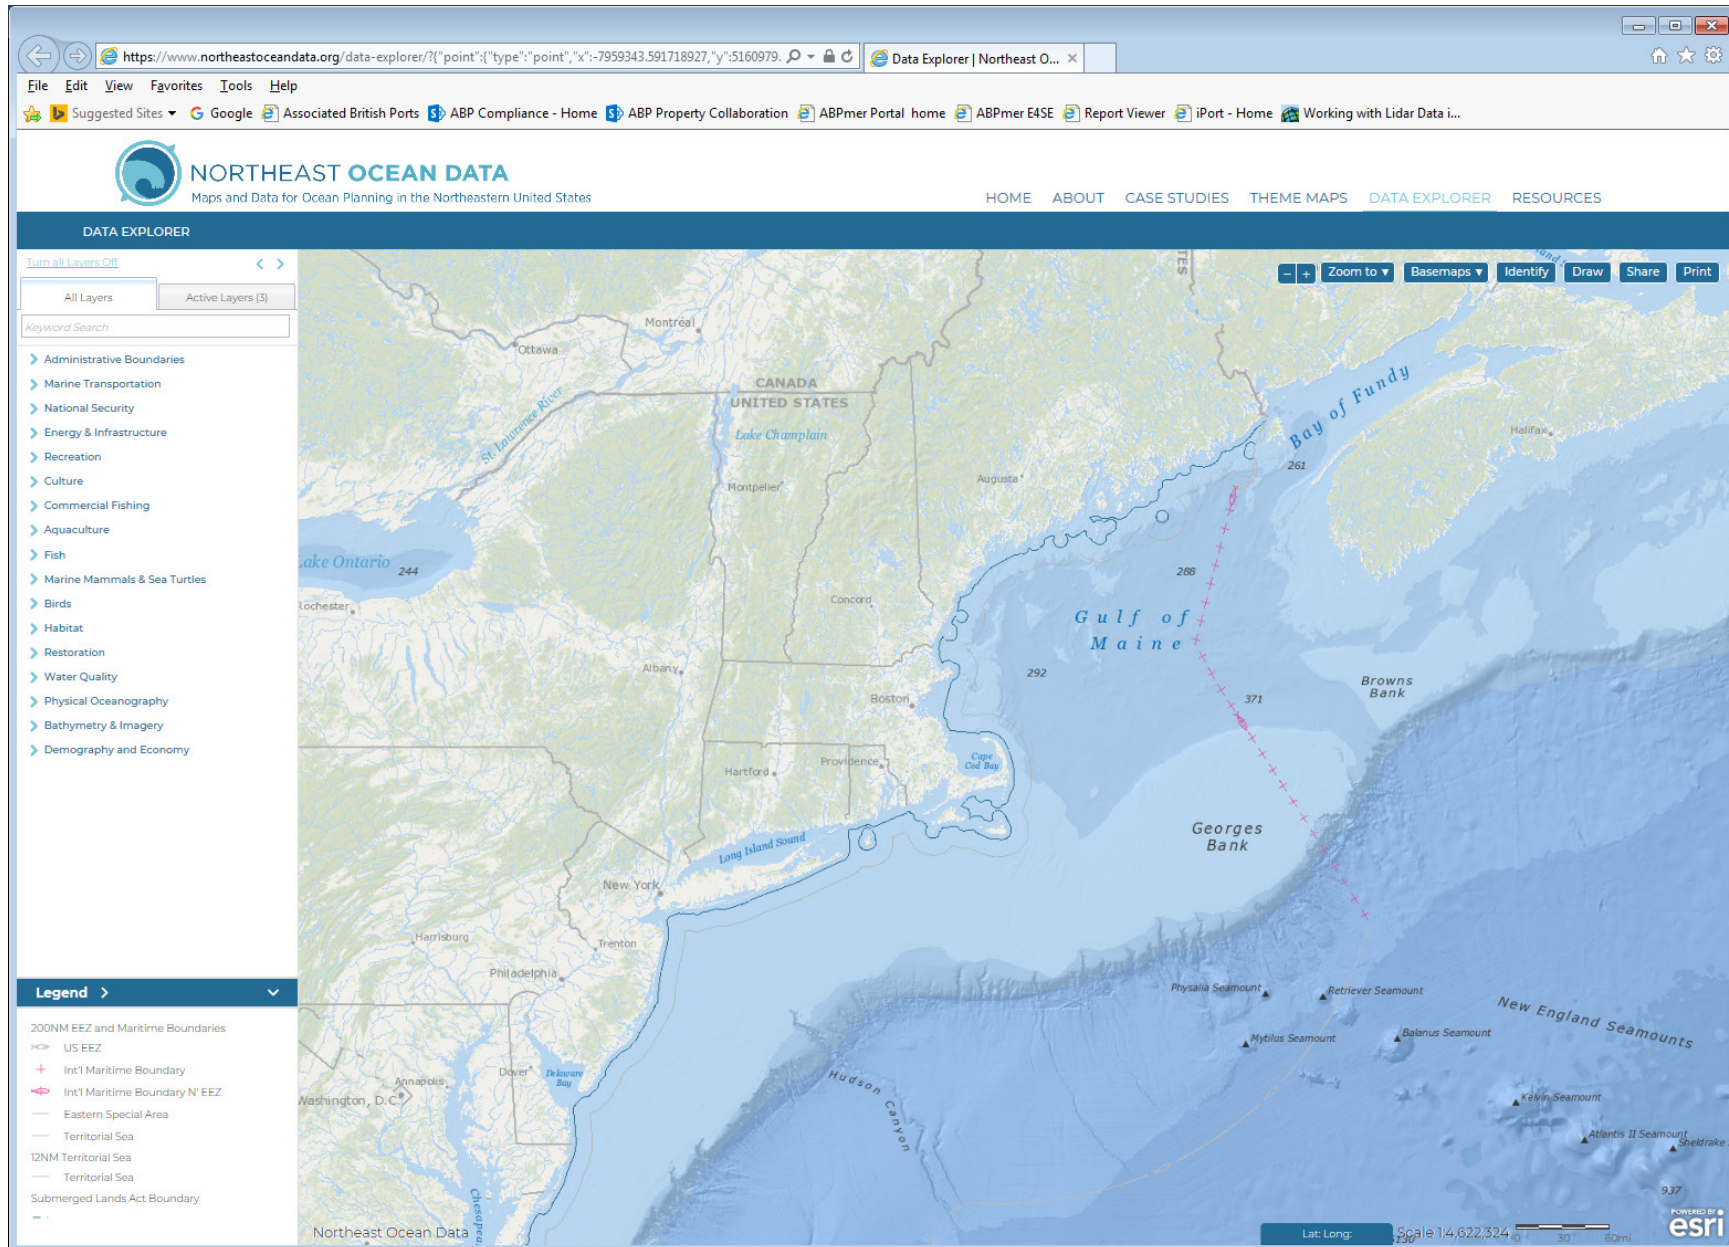 https://www.northeastoceandata.org/data-explorer/?{"point":{"type":"point","x":-7959343.591718927,"y":5160979.
Data Explorer | Northeast O...
File Edit View Favorites Tools Help
Suggested Sites Google Associated British Ports ABP Compliance - Home ABP Property Collaboration ABPmer Portal home ABPmer E4SE Report Viewer iPort - Home Working with Lidar Data i...
NORTHEAST OCEAN DATA
Maps and Data for Ocean Planning in the Northeastern United States
HOME ABOUT CASE STUDIES THEME MAPS DATA EXPLORER RESOURCES
DATA EXPLORER
Turn all Layers Off
All Layers Active Layers (3)
Keyword Search
Administrative Boundaries
Marine Transportation
National Security
Energy & Infrastructure
Recreation
Culture
Commercial Fishing
Aquaculture
Fish
Marine Mammals & Sea Turtles
Birds
Habitat
Restoration
Water Quality
Physical Oceanography
Bathymetry & Imagery
Demography and Economy
Legend
200NM EEZ and Maritime Boundaries
US EEZ
Int'l Maritime Boundary
Int'l Maritime Boundary N' EEZ
Eastern Special Area
Territorial Sea
12NM Territorial Sea
Territorial Sea
Submerged Lands Act Boundary
- + Zoom to Basemaps Identify Draw Share Print
Montréal
Ottawa
CANADA
UNITED STATES
St. Lawrence River
Lake Champlain
Montpelier
Augusta
Bay of Fundy
261
Halifax
Lake Ontario
244
Rochester
Concord
288
Gulf of
Maine
292
Albany
Boston
371
Browns
Bank
Cape
Cod Bay
Hartford
Providence
Georges
Bank
Long Island Sound
New York
Harrisburg
Trenton
Philadelphia
Physalia Seamount
Retriever Seamount
New England Seamounts
Mytilus Seamount
Balanus Seamount
Annapolis
Dover
Delaware
Bay
Washington, D.C.
Hudson Canyon
Kelvin Seamount
Atlantis II Seamount
Sheldrake
937
Northeast Ocean Data
Lat: Long:
Scale 1:4,622,324
0 30 60mi
POWERED BY
esri